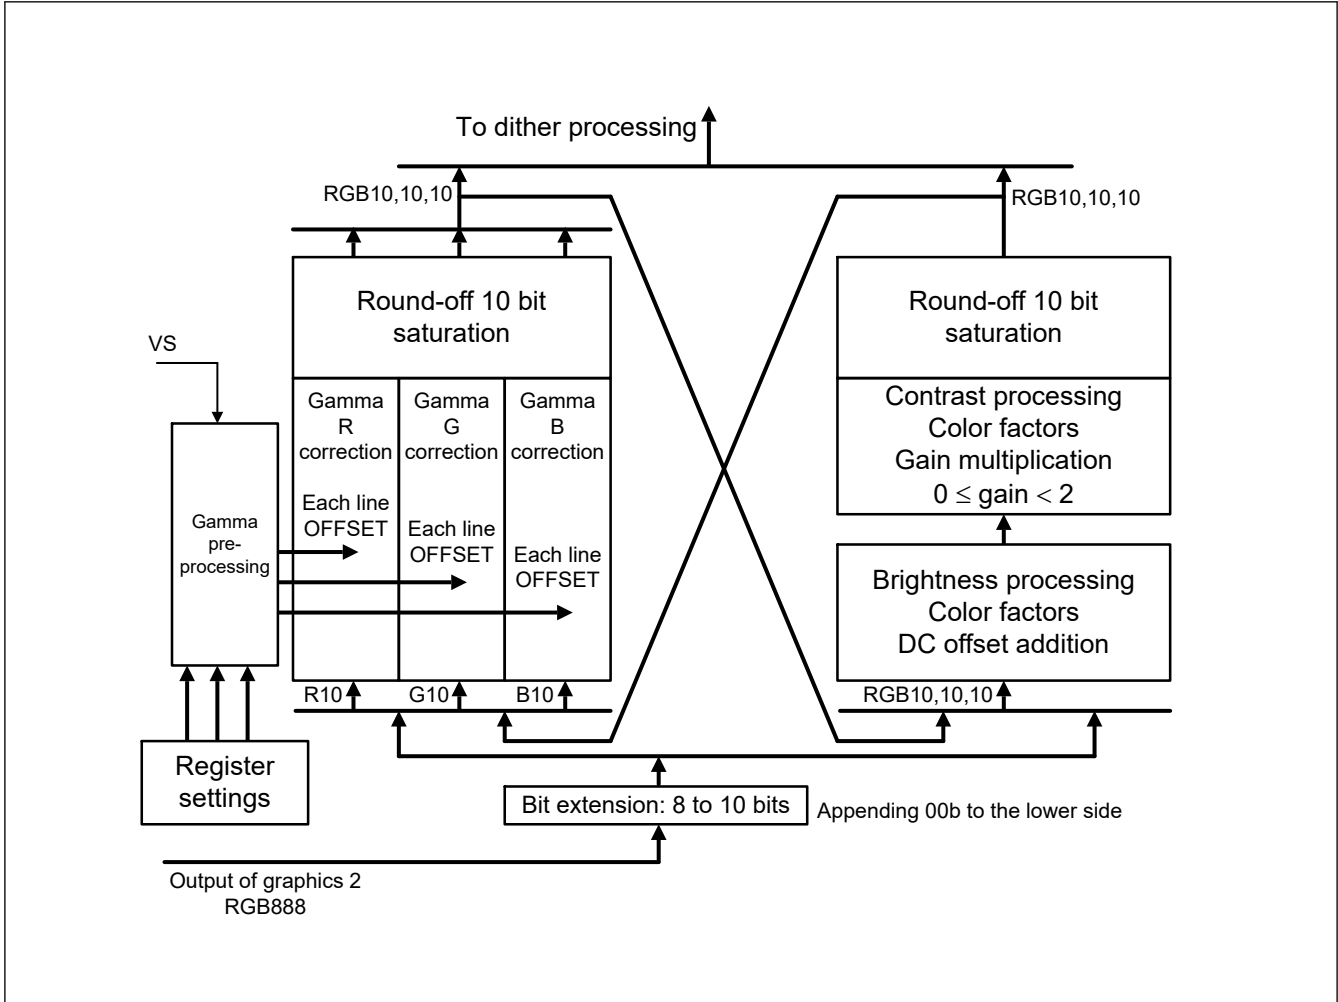 To dither processing
RGB10,10,10
RGB10,10,10
Round-off 10 bit
saturation
Round-off 10 bit
saturation
VS
Gamma
R
correction
Gamma
G
correction
Gamma
B
correction
Contrast processing
Color factors
Gain multiplication
0 ≤ gain < 2
Each line
OFFSET
Each line
OFFSET
Each line
OFFSET
Gamma
pre-
processing
Brightness processing
Color factors
DC offset addition
R10
G10
B10
RGB10,10,10
Register
settings
Bit extension: 8 to 10 bits
Appending 00b to the lower side
Output of graphics 2
RGB888